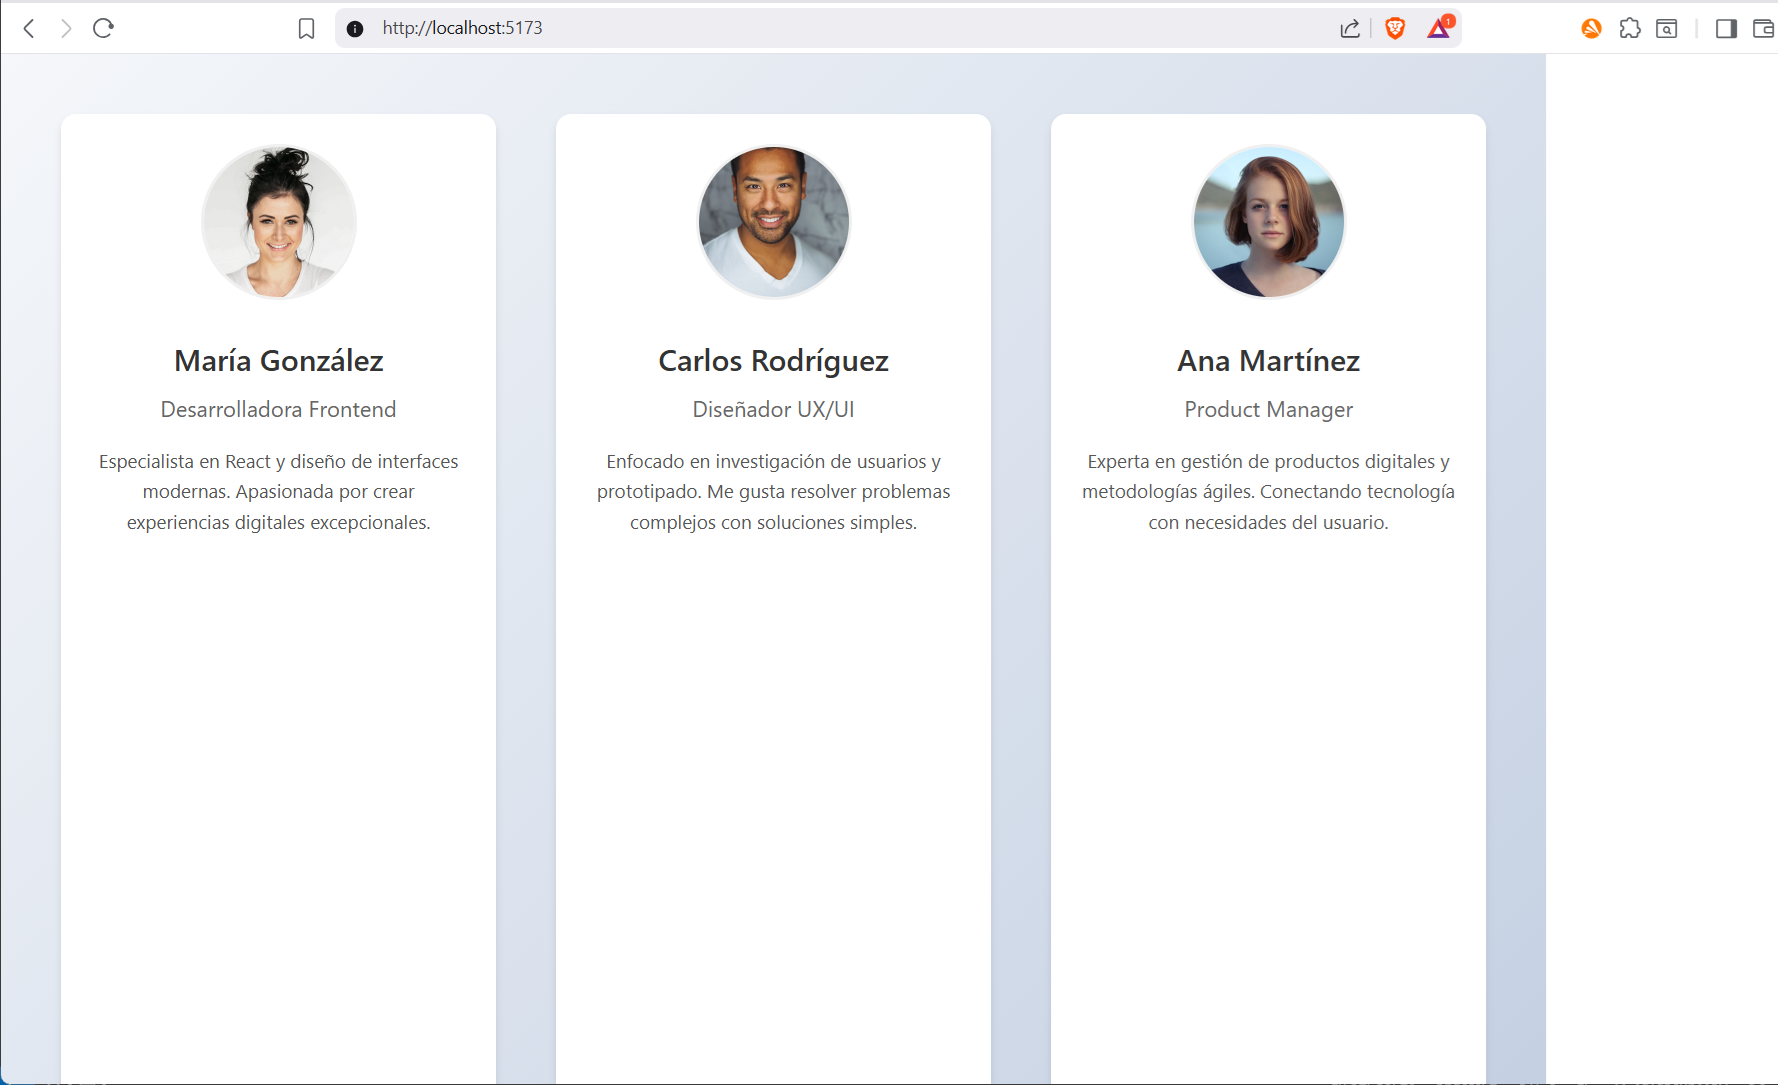 http://localhost:5173
1
María González
Desarrolladora Frontend
Especialista en React y diseño de interfaces
modernas. Apasionada por crear
experiencias digitales excepcionales.
Carlos Rodríguez
Diseñador UX/UI
Enfocado en investigación de usuarios y
prototipado. Me gusta resolver problemas
complejos con soluciones simples.
Ana Martínez
Product Manager
Experta en gestión de productos digitales y
metodologías ágiles. Conectando tecnología
con necesidades del usuario.